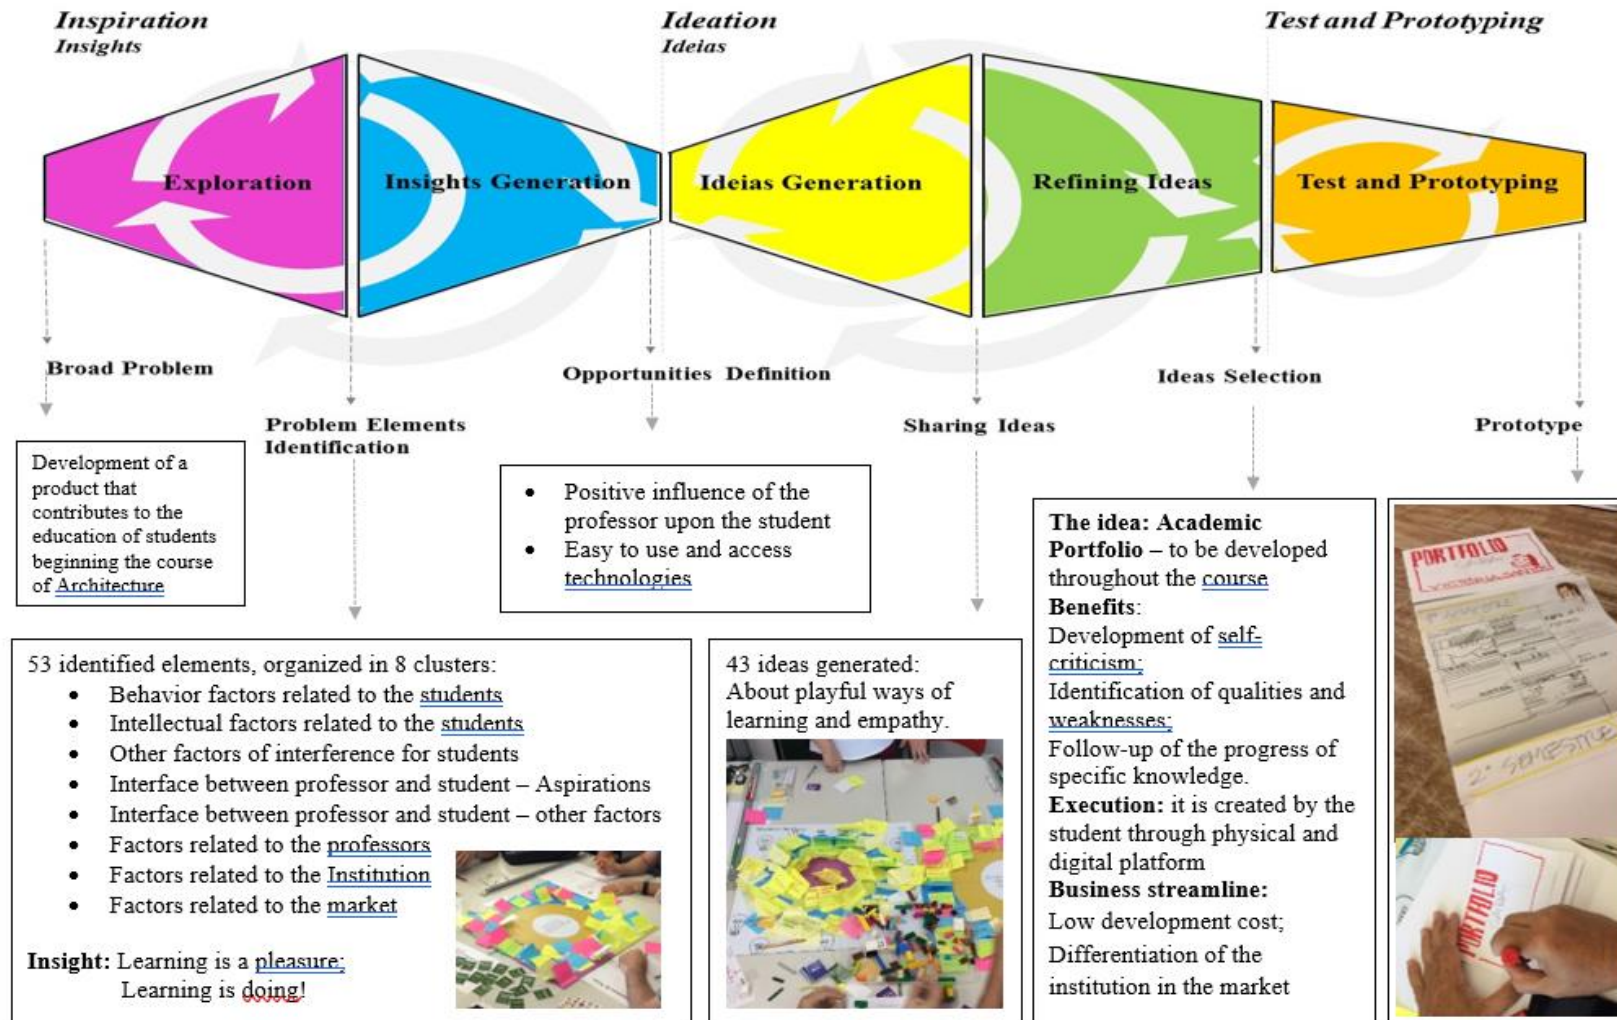 Inspiration
Insights
Ideation
Ideias
Test and Prototyping
Exploration
Insights Generation
Ideias Generation
Refining Ideas
Test and Prototyping
Broad Problem
Problem Elements
Identification
Opportunities Definition
Sharing Ideas
Ideas Selection
Prototype
Development of a
product that
contributes to the
education of students
beginning the course
of Architecture
53 identified elements, organized in 8 clusters:
• Behavior factors related to the students
• Intellectual factors related to the students
• Other factors of interference for students
• Interface between professor and student – Aspirations
• Interface between professor and student – other factors
• Factors related to the professors
• Factors related to the Institution
• Factors related to the market
Insight: Learning is a pleasure;
Learning is doing!
• Positive influence of the
professor upon the student
• Easy to use and access
technologies
43 ideas generated:
About playful ways of
learning and empathy.
The idea: Academic
Portfolio – to be developed
throughout the course
Benefits:
Development of self-
criticism;
Identification of qualities and
weaknesses;
Follow-up of the progress of
specific knowledge.
Execution: it is created by the
student through physical and
digital platform
Business streamline:
Low development cost;
Differentiation of the
institution in the market
PORTFOLIO
2º SEMESTRE
PORTFOLIO